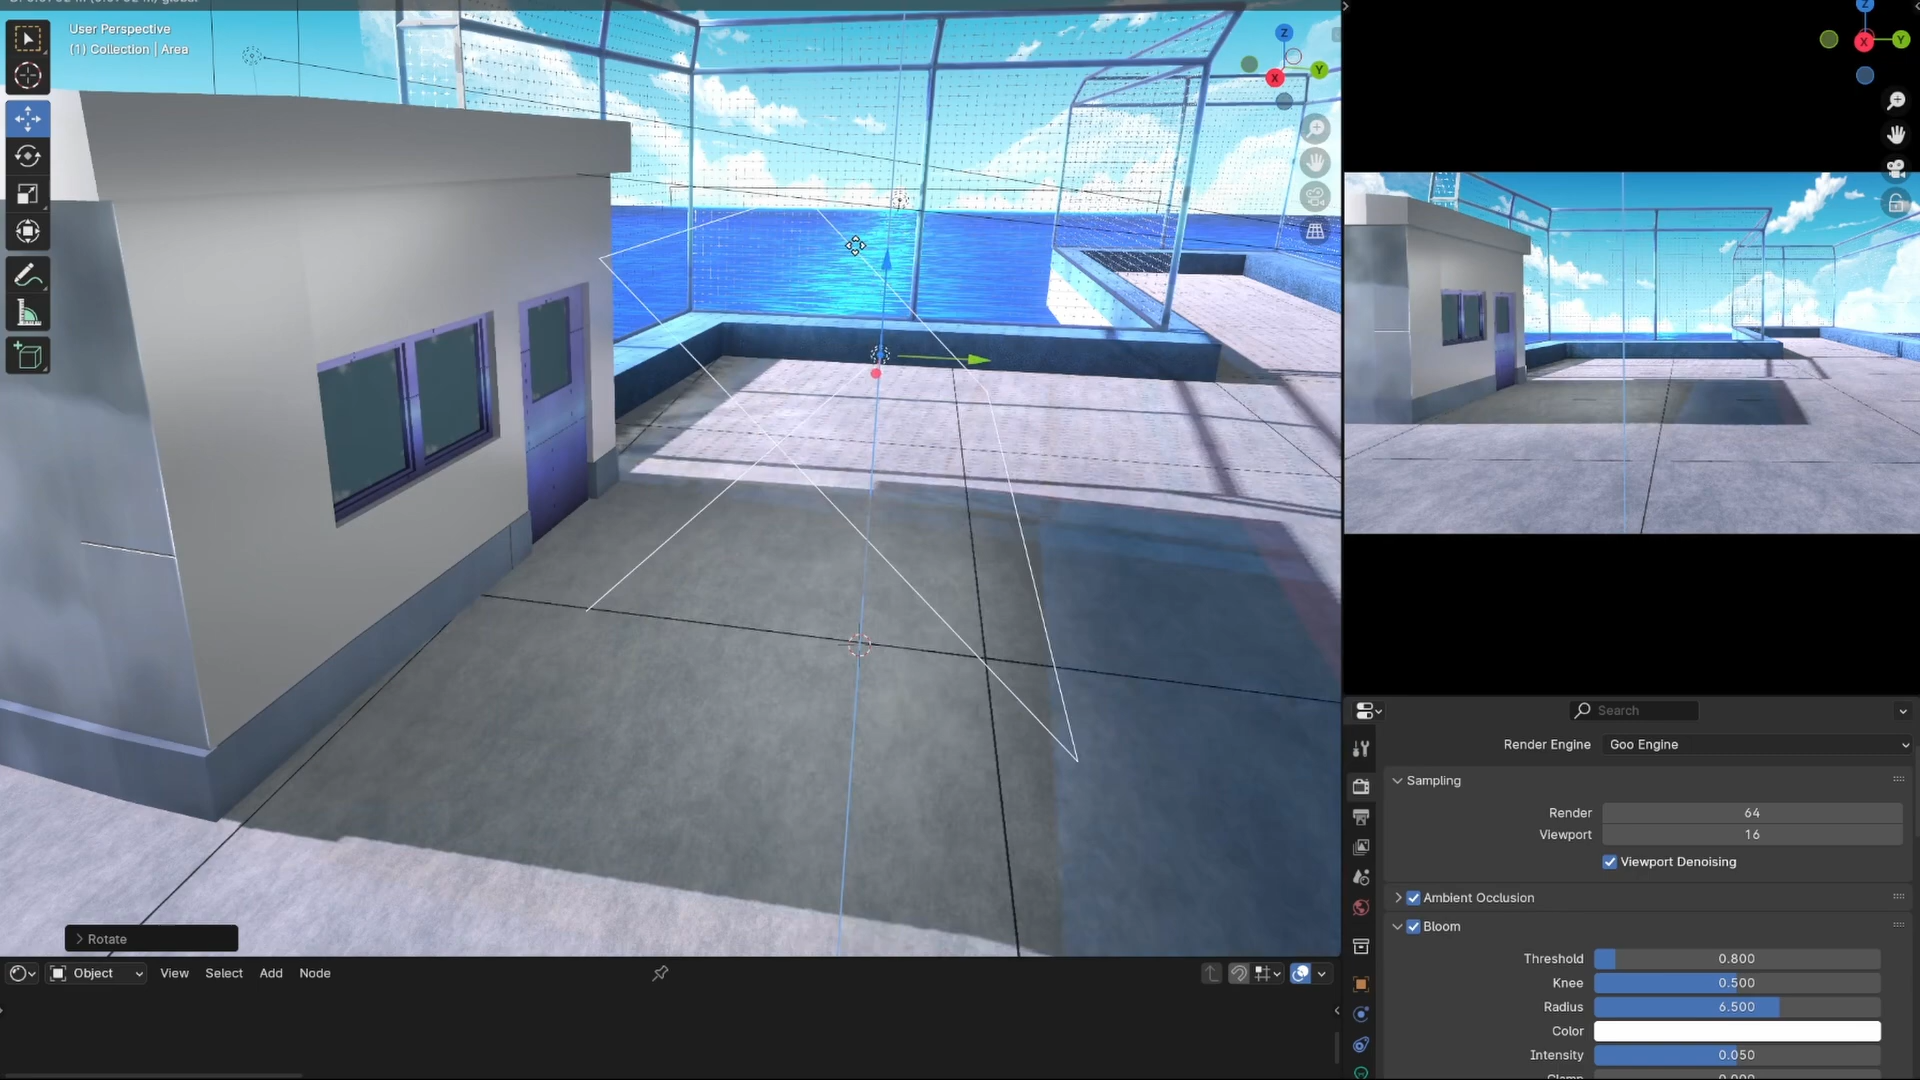 User Perspective
(1) Collection | Area
Z
Y
X
Z
X
Y
Rotate
Object
View
Select
Add
Node
Search
Render Engine
Goo Engine
Sampling
Render
64
Viewport
16
Viewport Denoising
Ambient Occlusion
Bloom
Threshold
0.800
Knee
0.500
Radius
6.500
Color
Intensity
0.050